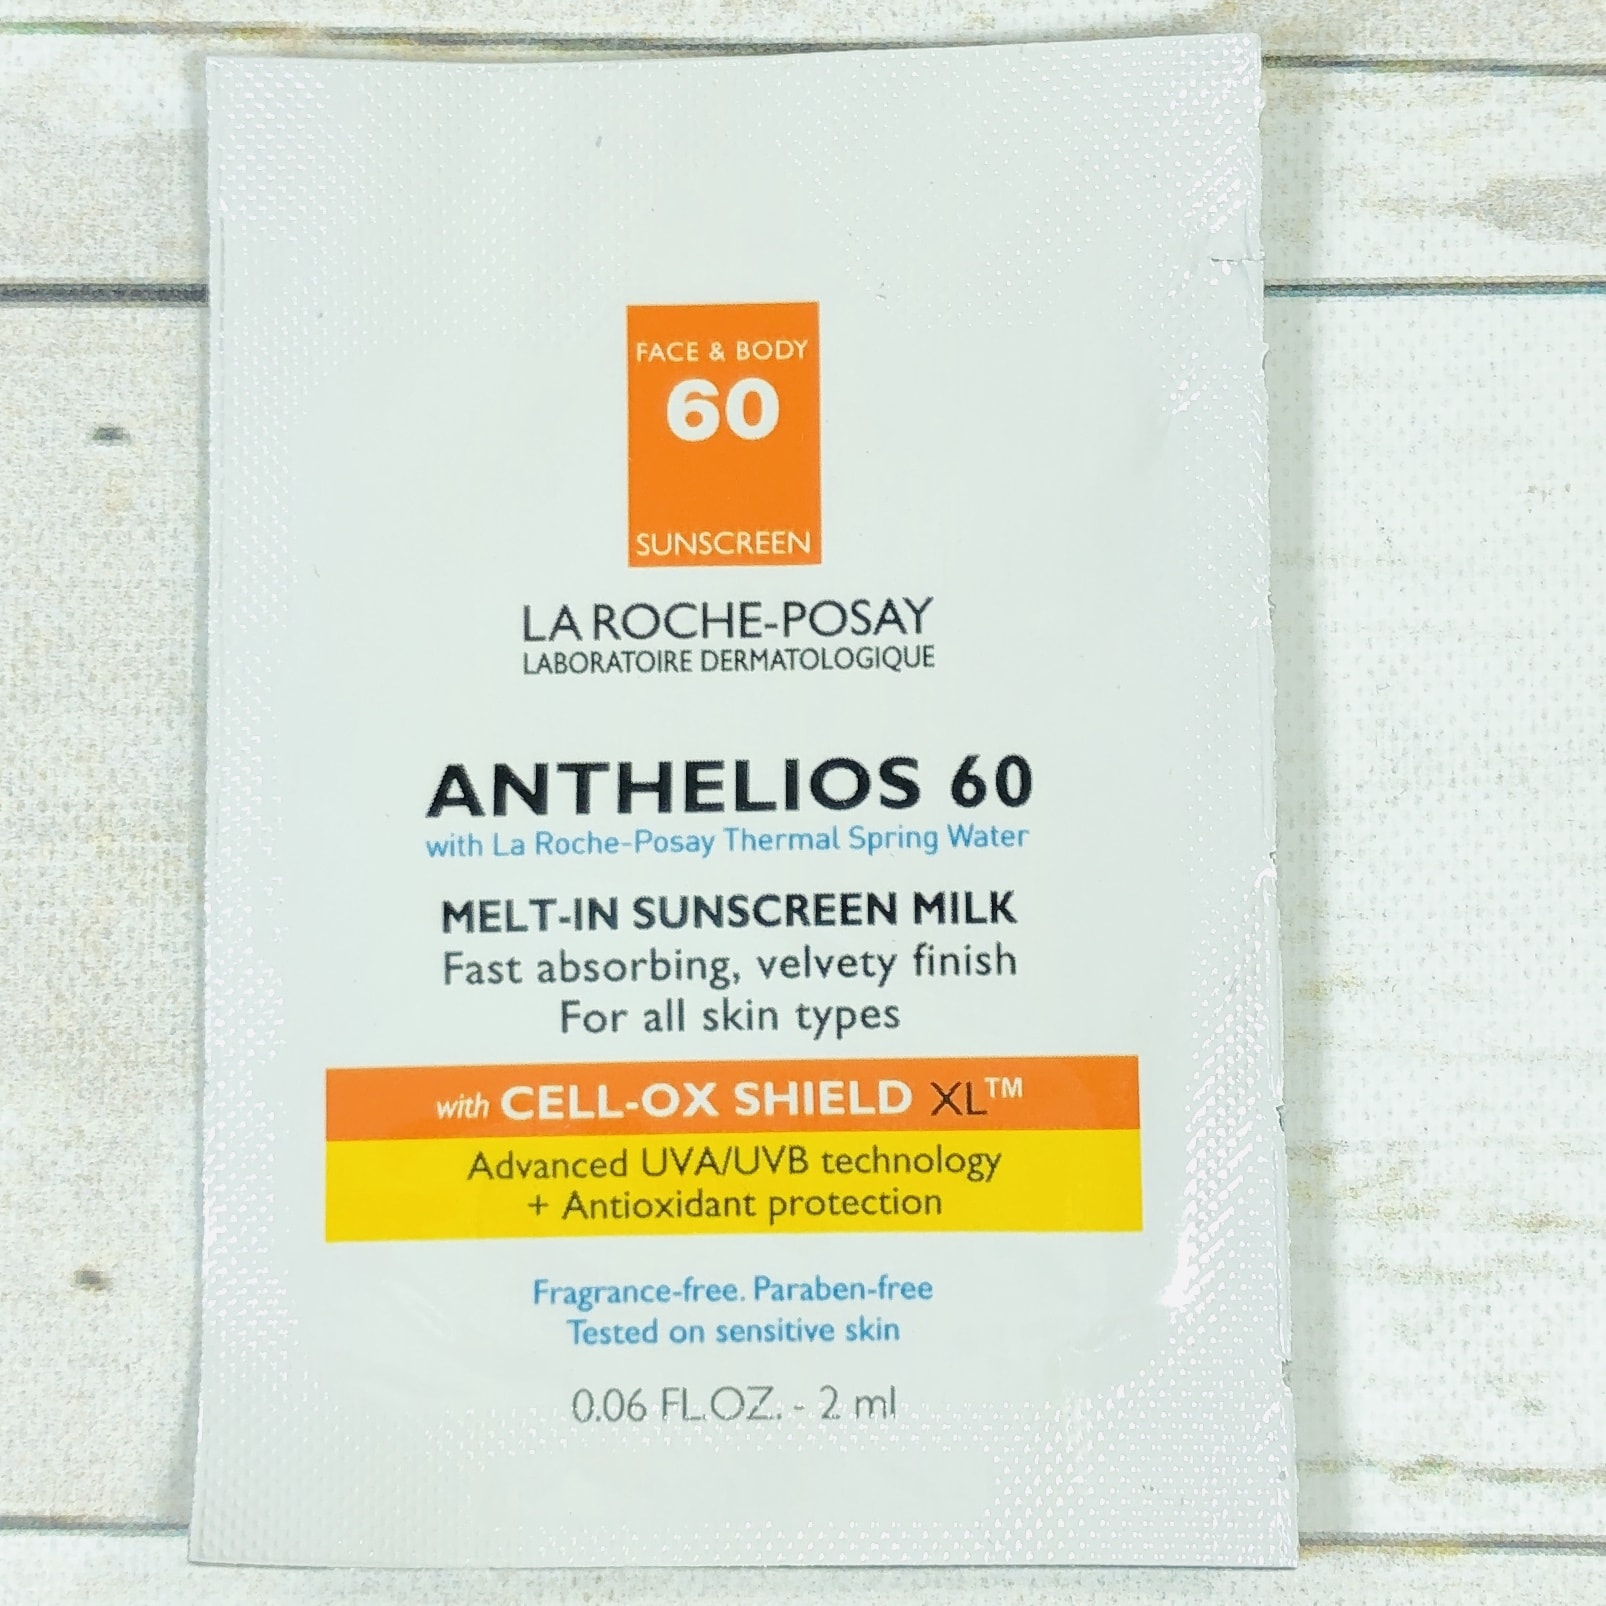 FACE & BODY
60
SUNSCREEN
LA ROCHE-POSAY
LABORATOIRE DERMATOLOGIQUE
ANTHELIOS 60
with La Roche-Posay Thermal Spring Water
MELT-IN SUNSCREEN MILK
Fast absorbing, velvety finish
For all skin types
with CELL-OX SHIELD XL™
Advanced UVA/UVB technology
+ Antioxidant protection
Fragrance-free. Paraben-free
Tested on sensitive skin
0.06 FL.OZ. - 2 ml